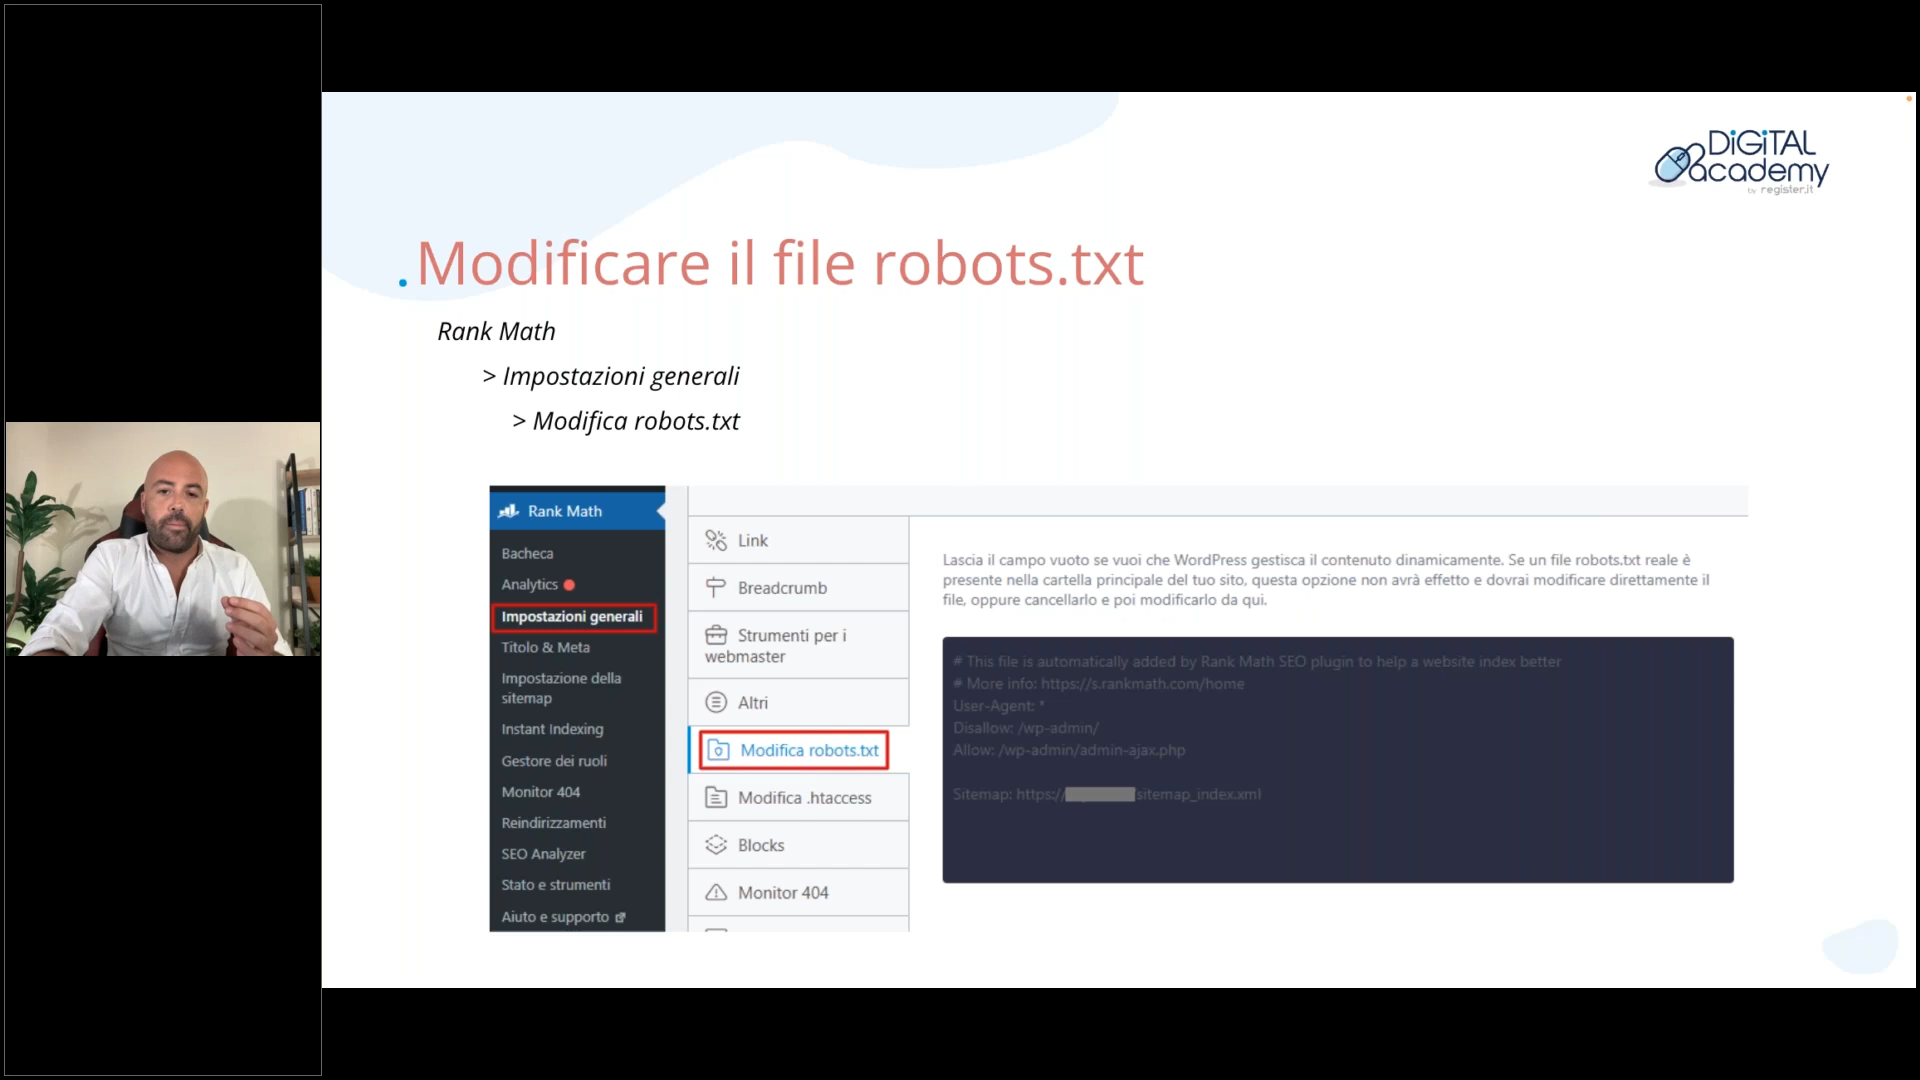 DiGiTAL
academy
by register.it
.Modificare il file robots.txt
Rank Math
> Impostazioni generali
> Modifica robots.txt
Rank Math
Bacheca
Analytics
Impostazioni generali
Titolo & Meta
Impostazione della
sitemap
Instant Indexing
Gestore dei ruoli
Monitor 404
Reindirizzamenti
SEO Analyzer
Stato e strumenti
Aiuto e supporto
Link
Breadcrumb
Strumenti per i
webmaster
Altri
Modifica robots.txt
Modifica .htaccess
Blocks
Monitor 404
Lascia il campo vuoto se vuoi che WordPress gestisca il contenuto dinamicamente. Se un file robots.txt reale è
presente nella cartella principale del tuo sito, questa opzione non avrà effetto e dovrai modificare direttamente il
file, oppure cancellarlo e poi modificarlo da qui.
# This file is automatically added by Rank Math SEO plugin to help a website index better
# More info: https://s.rankmath.com/home
User-Agent: *
Disallow: /wp-admin/
Allow: /wp-admin/admin-ajax.php
Sitemap: https:// sitemap_index.xml